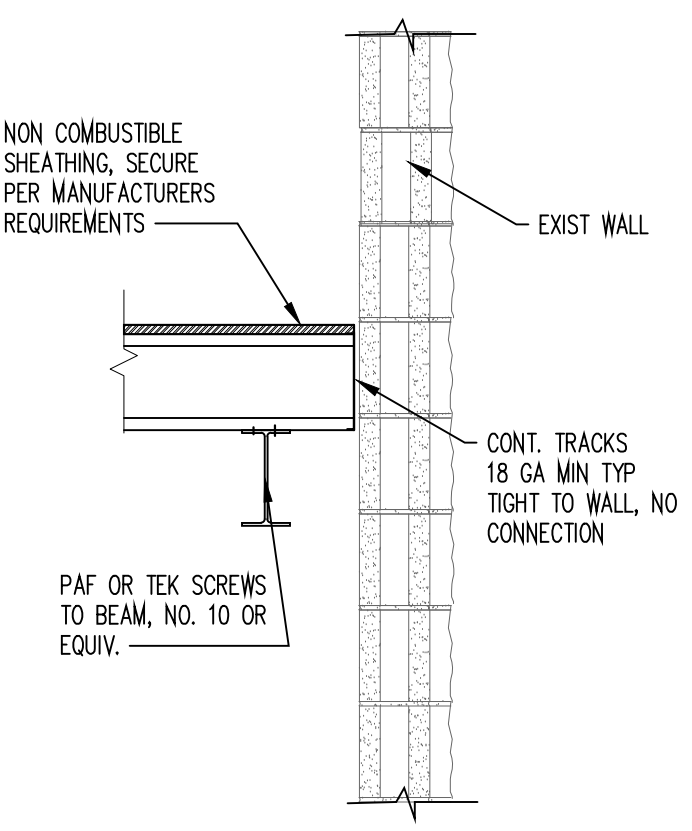 NON COMBUSTIBLE
SHEATHING, SECURE
PER MANUFACTURERS
REQUIREMENTS
EXIST WALL
CONT. TRACKS
18 GA MIN TYP
TIGHT TO WALL, NO
CONNECTION
PAF OR TEK SCREWS
TO BEAM, NO. 10 OR
EQUIV.